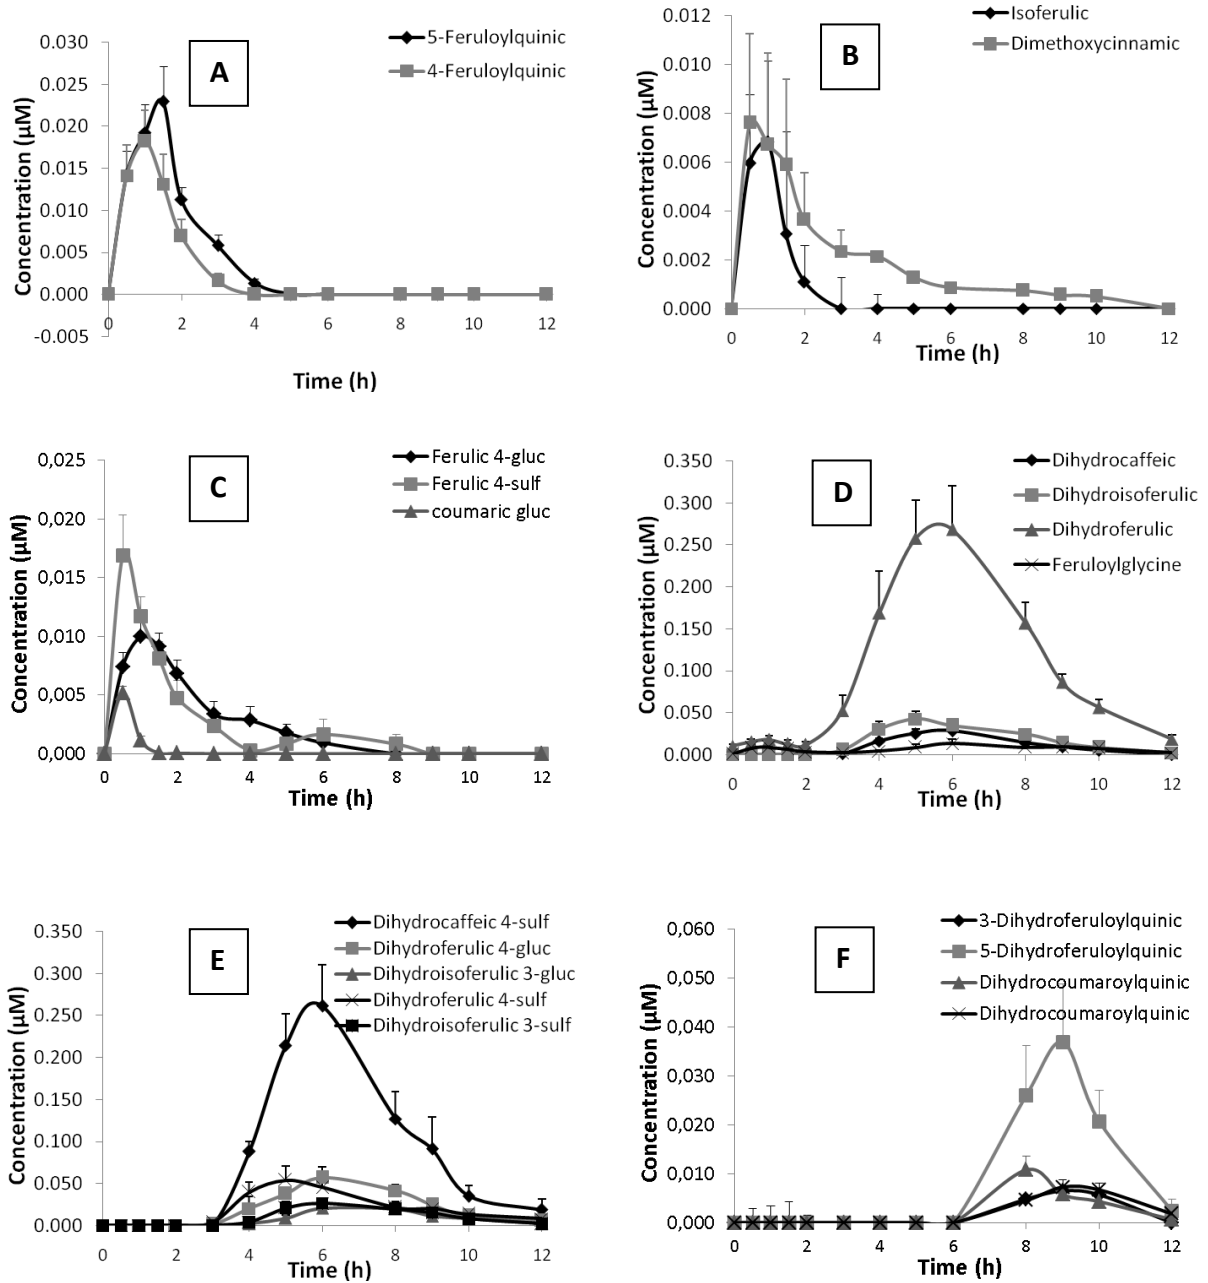 A
5-Feruloylquinic
4-Feruloylquinic
Concentration (µM)
0.030
0.025
0.020
0.015
0.010
0.005
0.000
-0.005
0 2 4 6 8 10 12
Time (h)
B
Isoferulic
Dimethoxycinnamic
Concentration (µM)
0.012
0.010
0.008
0.006
0.004
0.002
0.000
0 2 4 6 8 10 12
Time (h)
C
Ferulic 4-gluc
Ferulic 4-sulf
coumaric gluc
Concentration (µM)
0,025
0,020
0,015
0,010
0,005
0,000
0 2 4 6 8 10 12
Time (h)
D
Dihydrocaffeic
Dihydroisoferulic
Dihydroferulic
Feruloylglycine
Concentration (µM)
0.350
0.300
0.250
0.200
0.150
0.100
0.050
0.000
0 2 4 6 8 10 12
Time (h)
E
Dihydrocaffeic 4-sulf
Dihydroferulic 4-gluc
Dihydroisoferulic 3-gluc
Dihydroferulic 4-sulf
Dihydroisoferulic 3-sulf
Concentration (µM)
0.350
0.300
0.250
0.200
0.150
0.100
0.050
0.000
0 2 4 6 8 10 12
Time (h)
F
3-Dihydroferuloylquinic
5-Dihydroferuloylquinic
Dihydrocoumaroylquinic
Dihydrocoumaroylquinic
Concentration (µM)
0,060
0,050
0,040
0,030
0,020
0,010
0,000
0 2 4 6 8 10 12
Time (h)